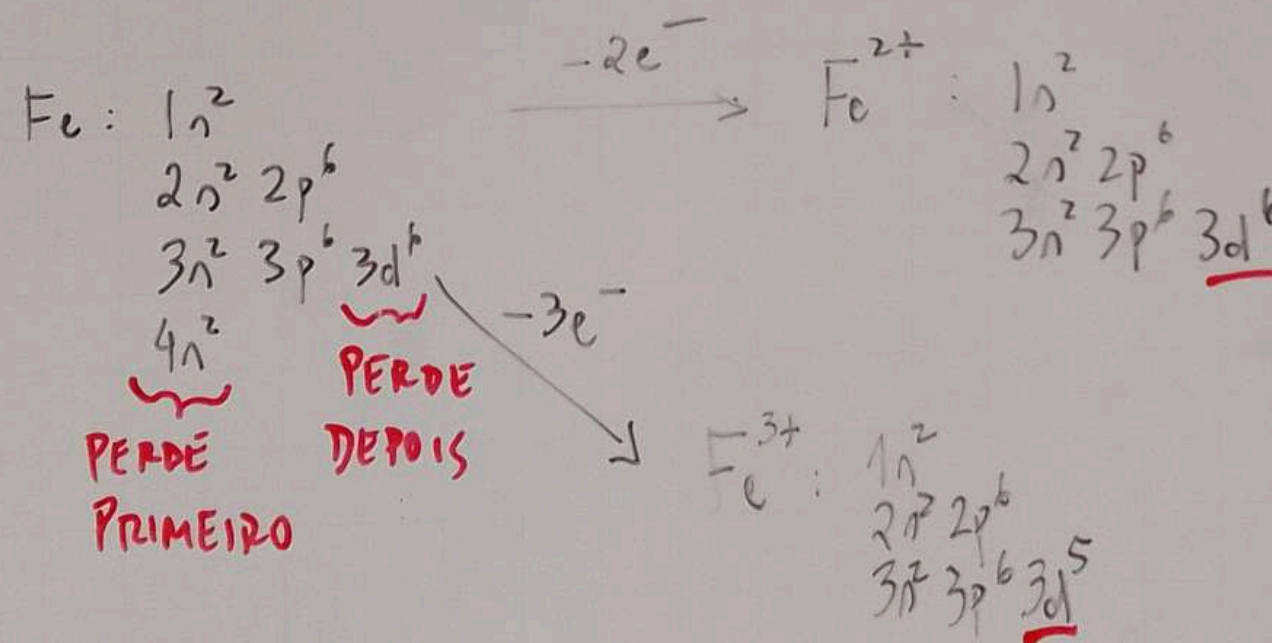 Fe: 1s²
2s² 2p⁶
3s² 3p⁶ 3d⁶
4s²
PERDE
PRIMEIRO
PERDE
DEPOIS
-2e⁻
Fe²⁺: 1s²
2s² 2p⁶
3s² 3p⁶ 3d⁶
-3e⁻
Fe³⁺: 1s²
2s² 2p⁶
3s² 3p⁶ 3d⁵